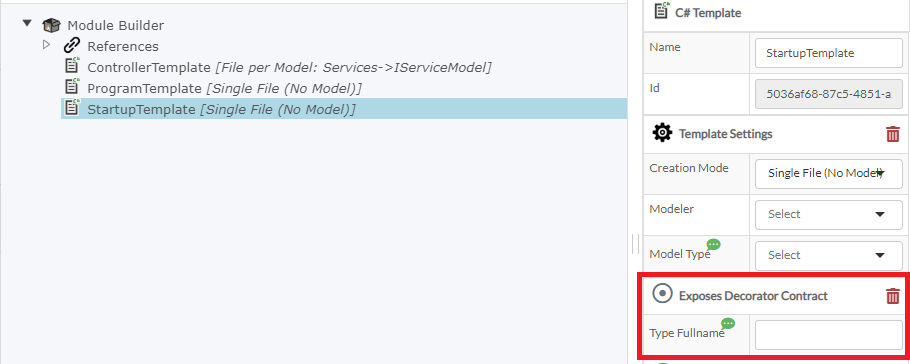 Module Builder
References
ControllerTemplate [File per Model: Services->IServiceModel]
ProgramTemplate [Single File (No Model)]
StartupTemplate [Single File (No Model)]
C# Template
Name StartupTemplate
Id 5036af68-87c5-4851-a
Template Settings
Creation Mode Single File (No Model)
Modeler Select
Model Type Select
Exposes Decorator Contract
Type Fullname